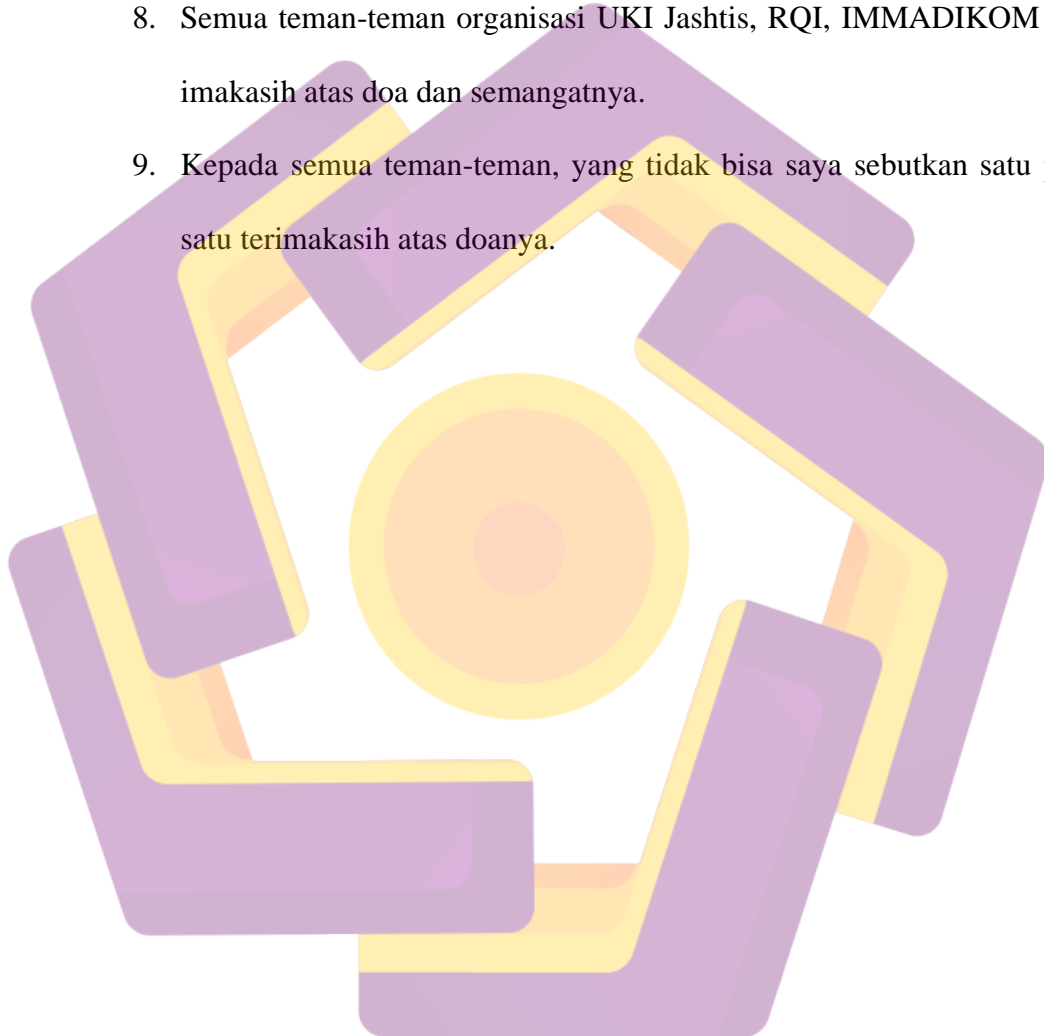 8. Semua teman-teman organisasi UKI Jashtis, RQI, IMMADIKOM
imakasih atas doa dan semangatnya.
9. Kepada semua teman-teman, yang tidak bisa saya sebutkan satu
satu terimakasih atas doanya.